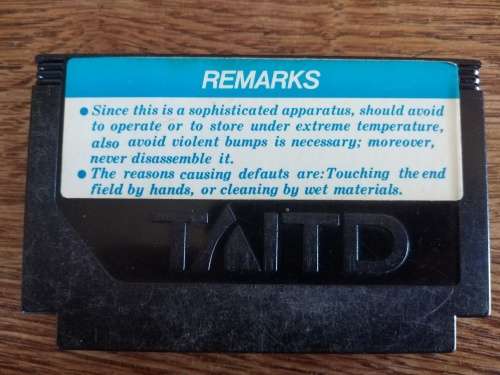 REMARKS
● Since this is a sophisticated apparatus, should avoid
to operate or to store under extreme temperature,
also avoid violent bumps is necessary; moreover,
never disassemble it.
● The reasons causing defauts are: Touching the end
field by hands, or cleaning by wet materials.
TAITD